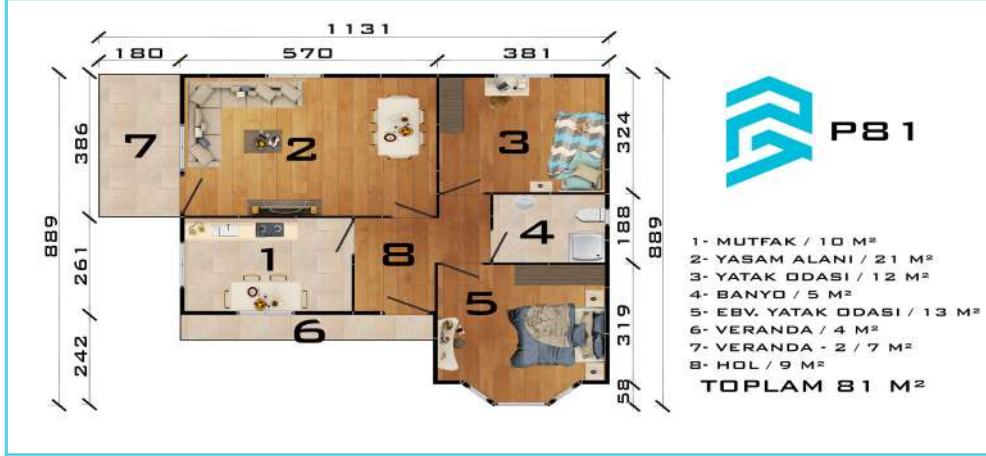 1131
180 570 381
7
2
3
4
1
8
5
6
386
261
242
889
324
188
319
58
889
P81
1- MUTFAK / 10 M²
2- YASAM ALANI / 21 M²
3- YATAK ODASI / 12 M²
4- BANYO / 5 M²
5- EBV. YATAK ODASI / 13 M²
6- VERANDA / 4 M²
7- VERANDA - 2 / 7 M²
8- HOL / 9 M²
TOPLAM 81 M²